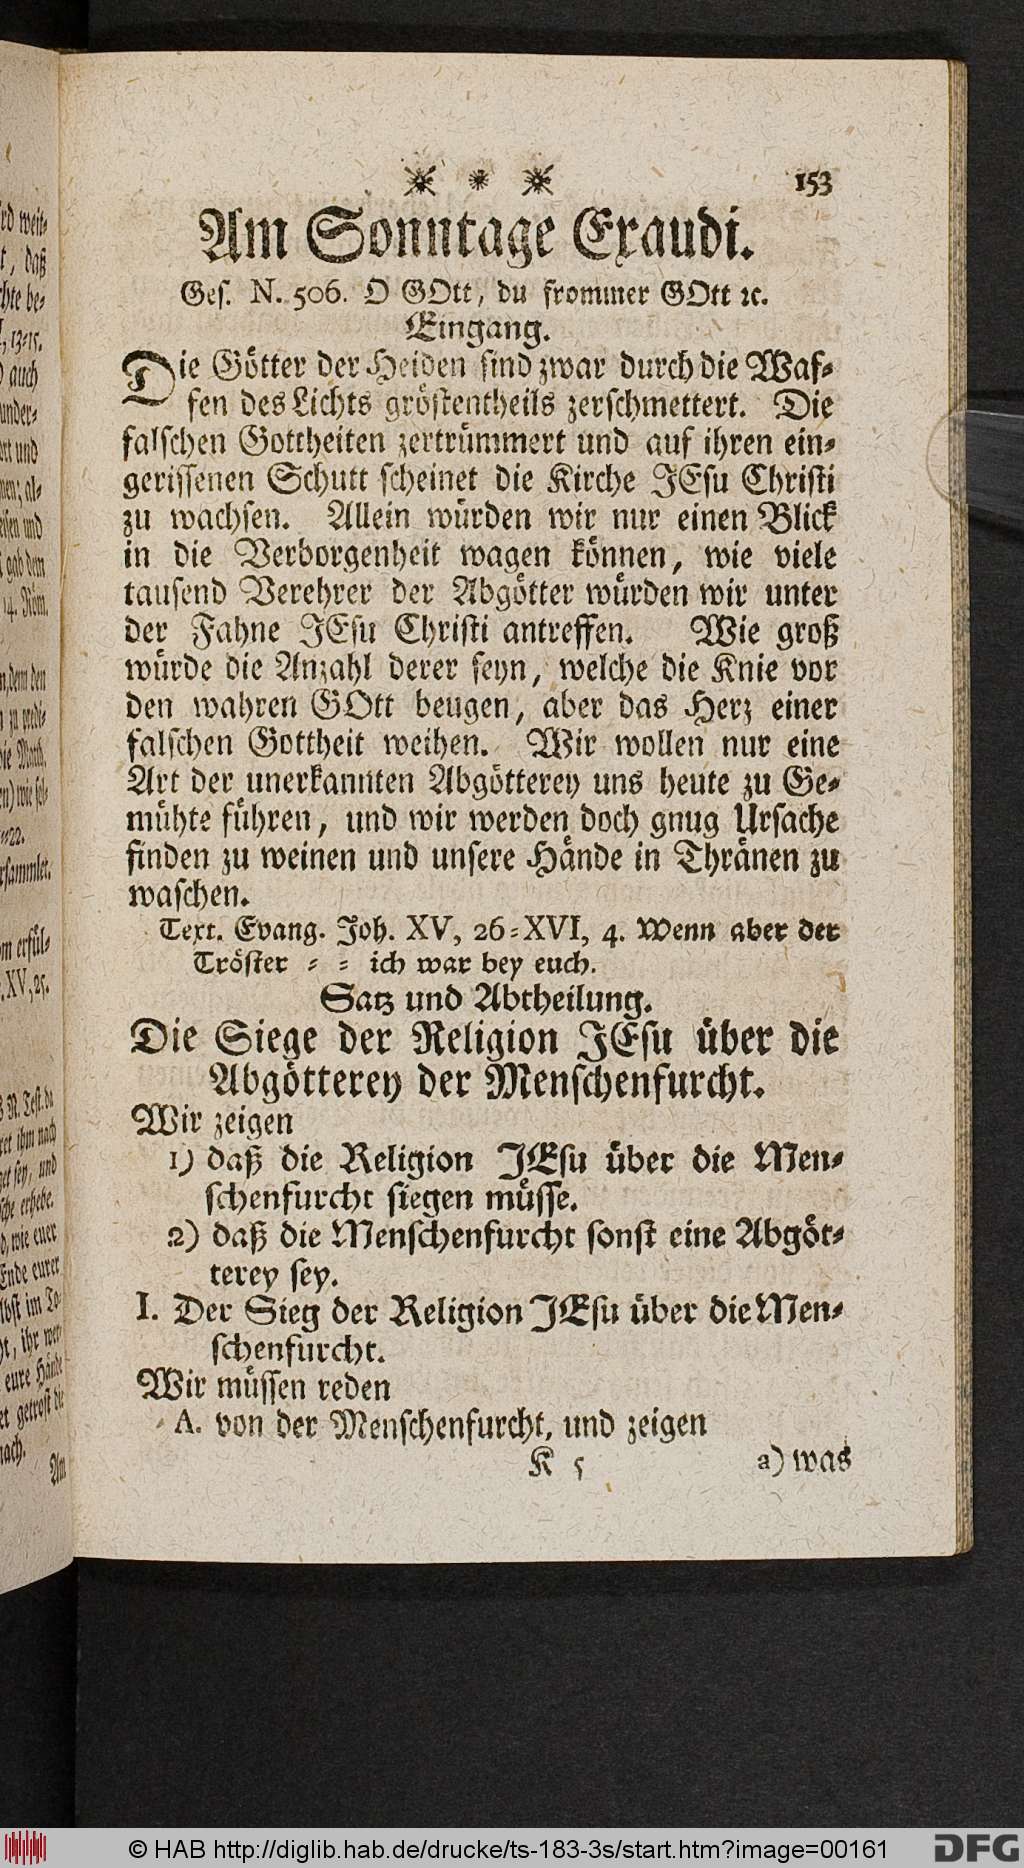 153
Am Sonntage Exaudi.
Ges. N. 506. O GOtt, du frommer GOtt ꝛc.
Eingang.
Die Götter der Heiden sind zwar durch die Waf-
fen des Lichts gröstentheils zerschmettert. Die
falschen Gottheiten zertrümmert und auf ihren ein-
gerissenen Schutt scheinet die Kirche JEsu Christi
zu wachsen. Allein würden wir nur einen Blick
in die Verborgenheit wagen können, wie viele
tausend Verehrer der Abgötter würden wir unter
der Fahne JEsu Christi antreffen. Wie groß
würde die Anzahl derer seyn, welche die Knie vor
den wahren GOtt beugen, aber das Herz einer
falschen Gottheit weihen. Wir wollen nur eine
Art der unerkannten Abgötterey uns heute zu Ge-
mühte führen, und wir werden doch gnug Ursache
finden zu weinen und unsere Hände in Thränen zu
waschen.
Text. Evang. Joh. XV, 26-XVI, 4. Wenn aber der
Tröster - - ich war bey euch.
Satz und Abtheilung.
Die Siege der Religion JEsu über die
Abgötterey der Menschenfurcht.
Wir zeigen
1) daß die Religion JEsu über die Men-
schenfurcht siegen müsse.
2) daß die Menschenfurcht sonst eine Abgöt-
terey sey.
I. Der Sieg der Religion JEsu über die Men-
schenfurcht.
Wir müssen reden
A. von der Menschenfurcht, und zeigen
K 5 a) was
© HAB http://diglib.hab.de/drucke/ts-183-3s/start.htm?image=00161
DFG